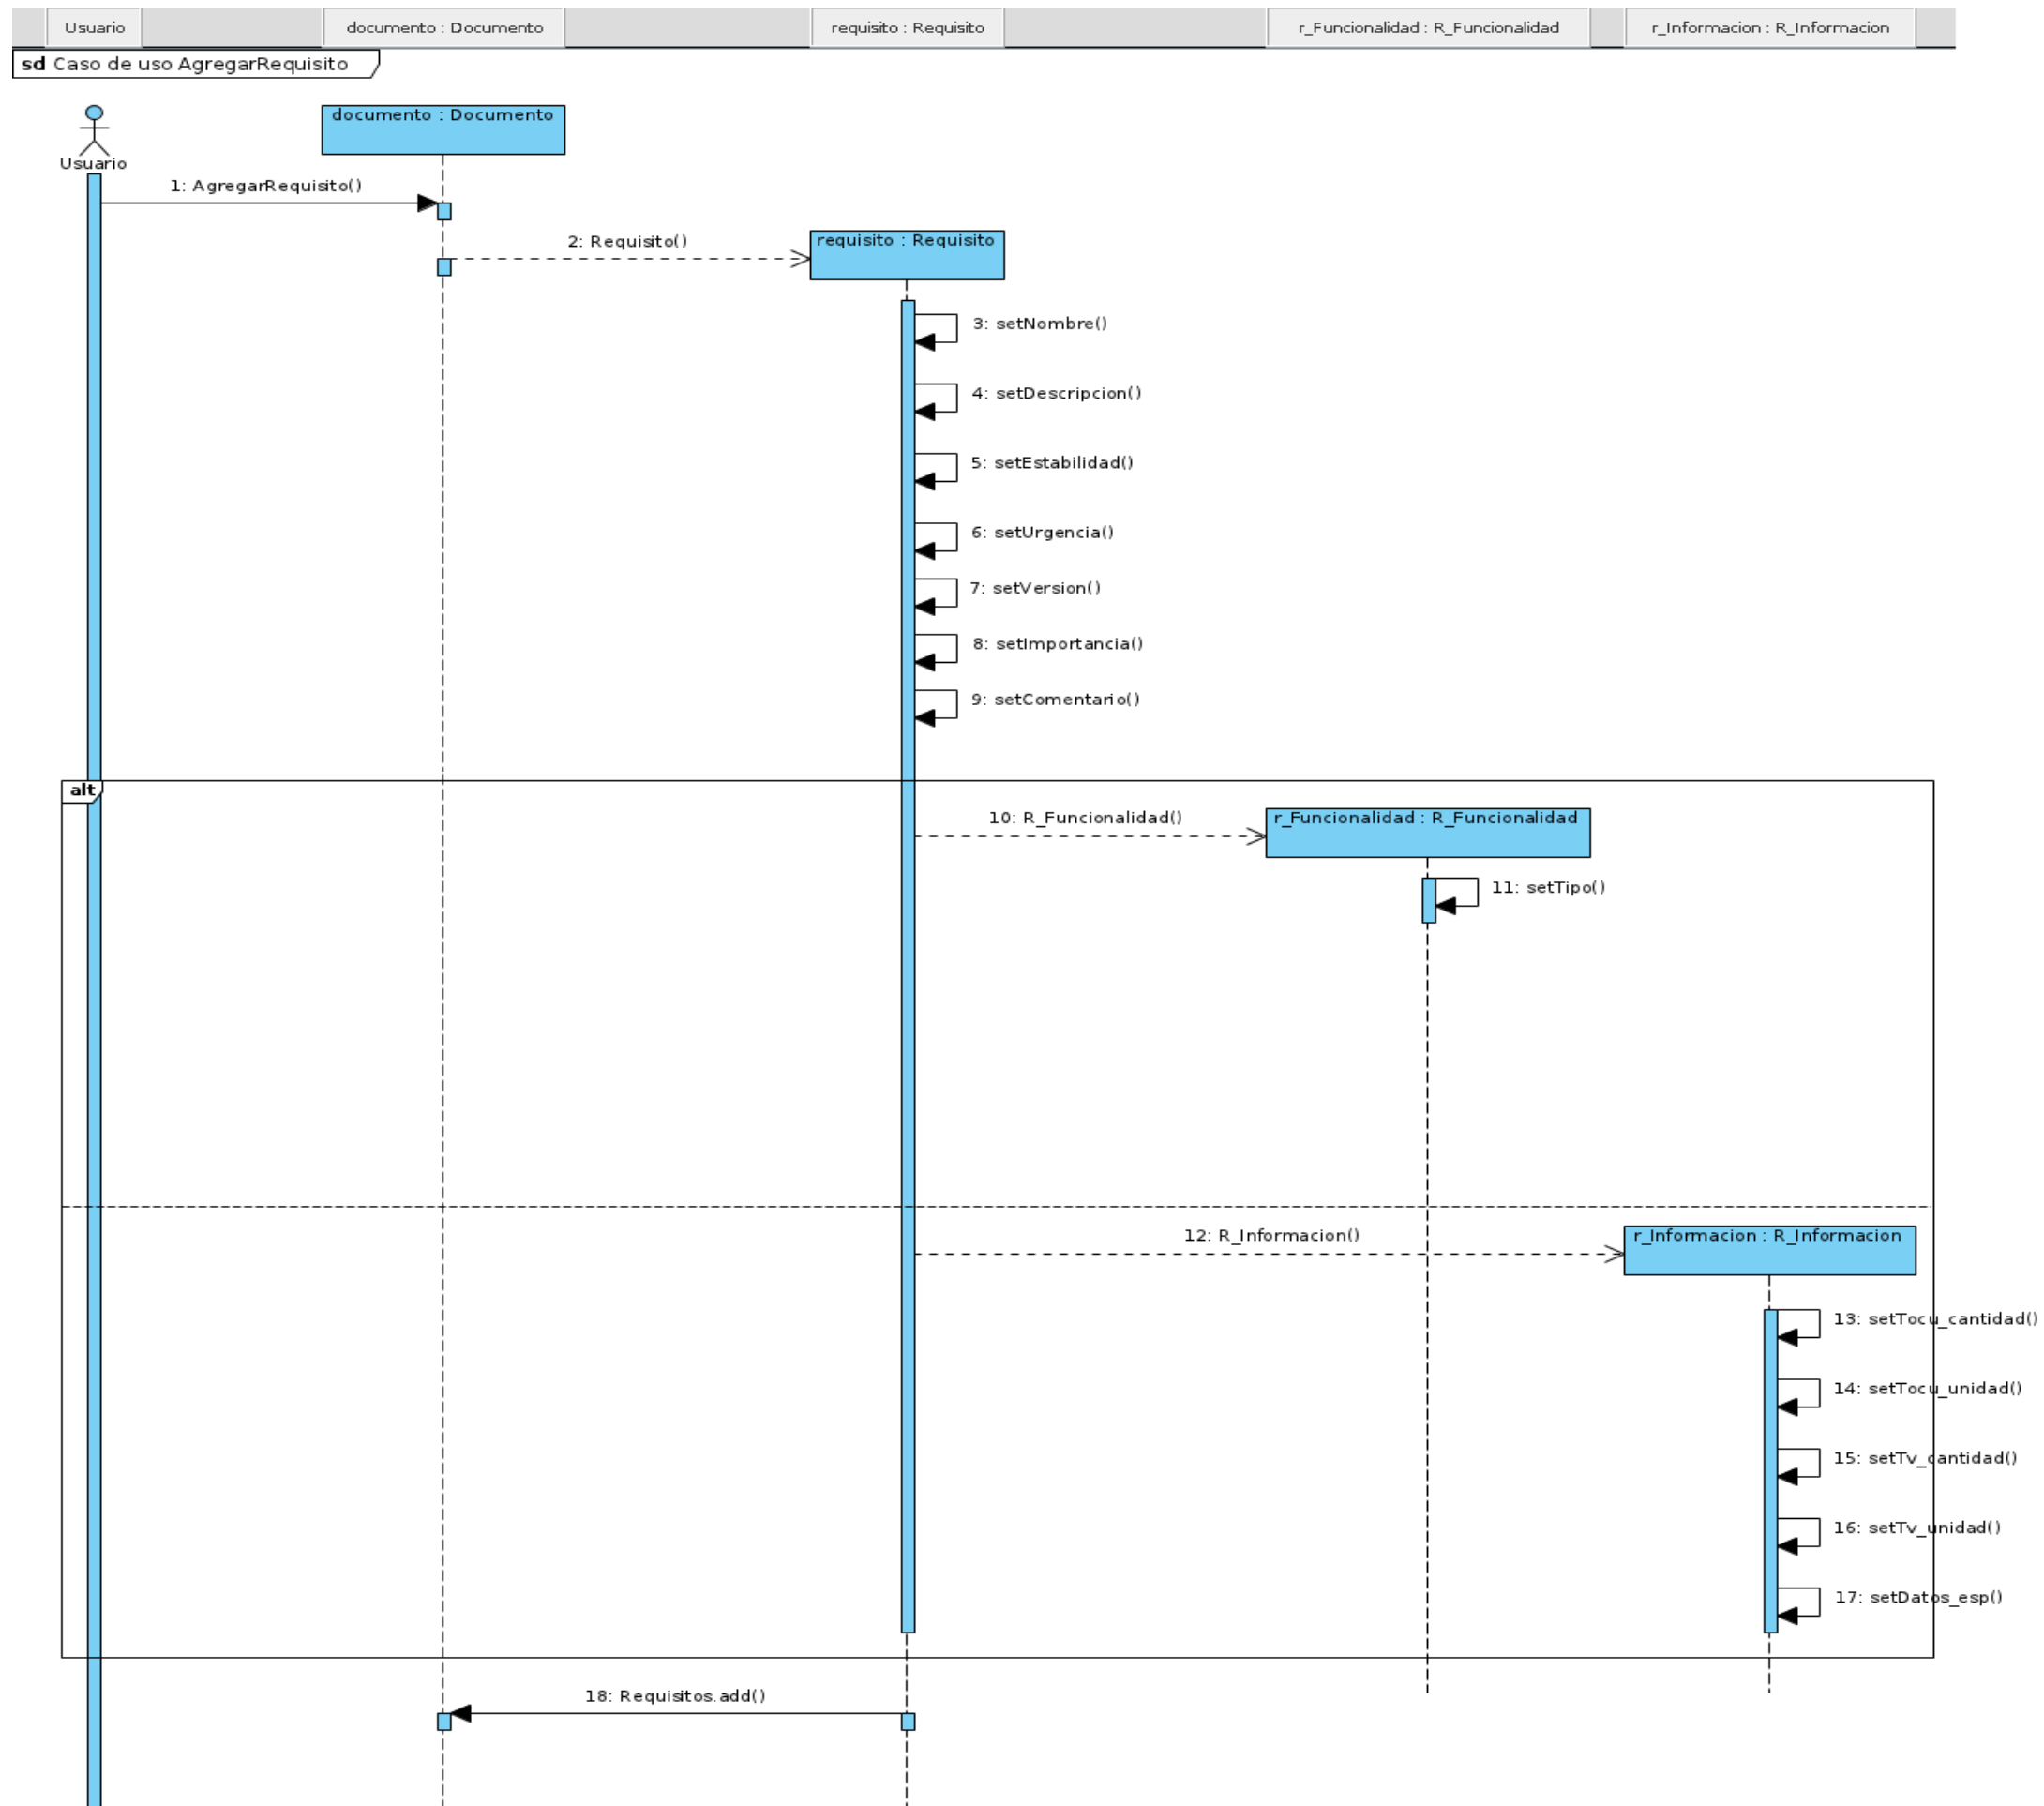 Usuario
documento : Documento
requisito : Requisito
r_Funcionalidad : R_Funcionalidad
r_Informacion : R_Informacion
sd Caso de uso AgregarRequisito
documento : Documento
Usuario
1: AgregarRequisito()
2: Requisito()
requisito : Requisito
3: setNombre()
4: setDescripcion()
5: setEstabilidad()
6: setUrgencia()
7: setVersion()
8: setImportancia()
9: setComentario()
alt
10: R_Funcionalidad()
r_Funcionalidad : R_Funcionalidad
11: setTipo()
12: R_Informacion()
r_Informacion : R_Informacion
13: setTocu_cantidad()
14: setTocu_unidad()
15: setTv_cantidad()
16: setTv_unidad()
17: setDatos_esp()
18: Requisitos.add()